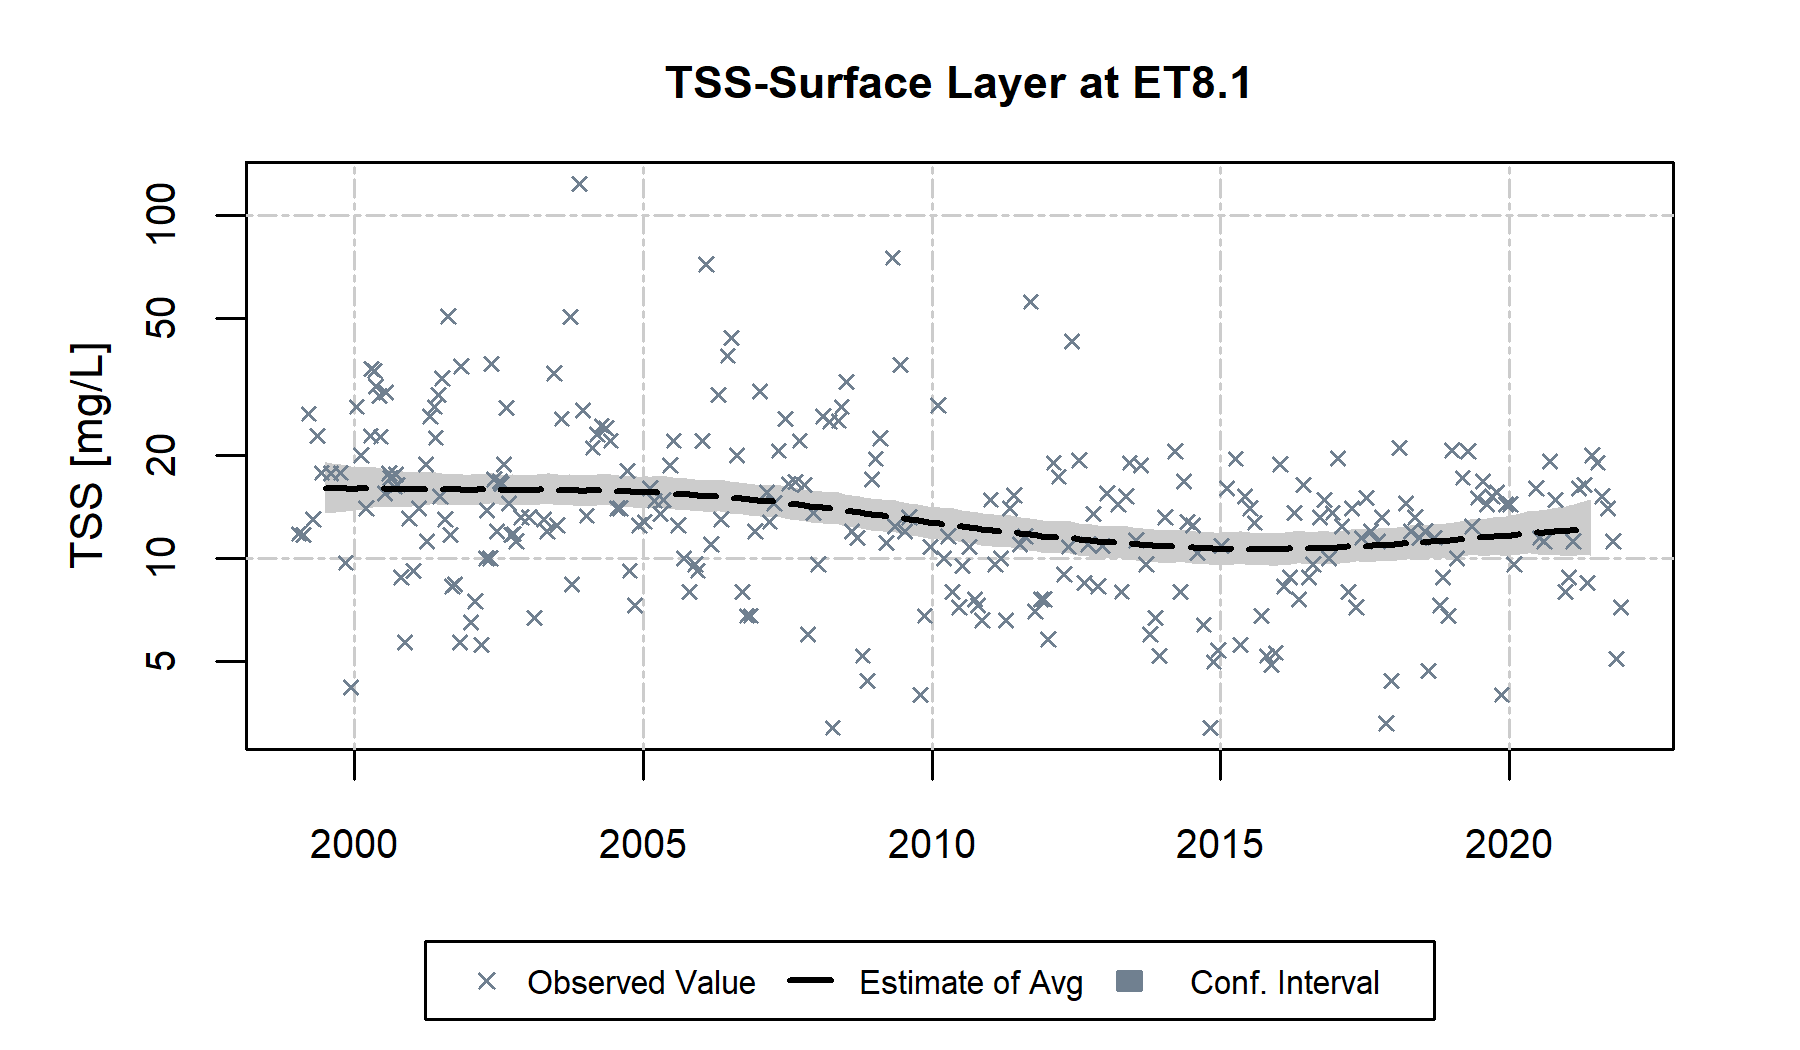 TSS-Surface Layer at ET8.1
TSS [mg/L]
100
50
20
10
5
2000 2005 2010 2015 2020
Observed Value Estimate of Avg Conf. Interval